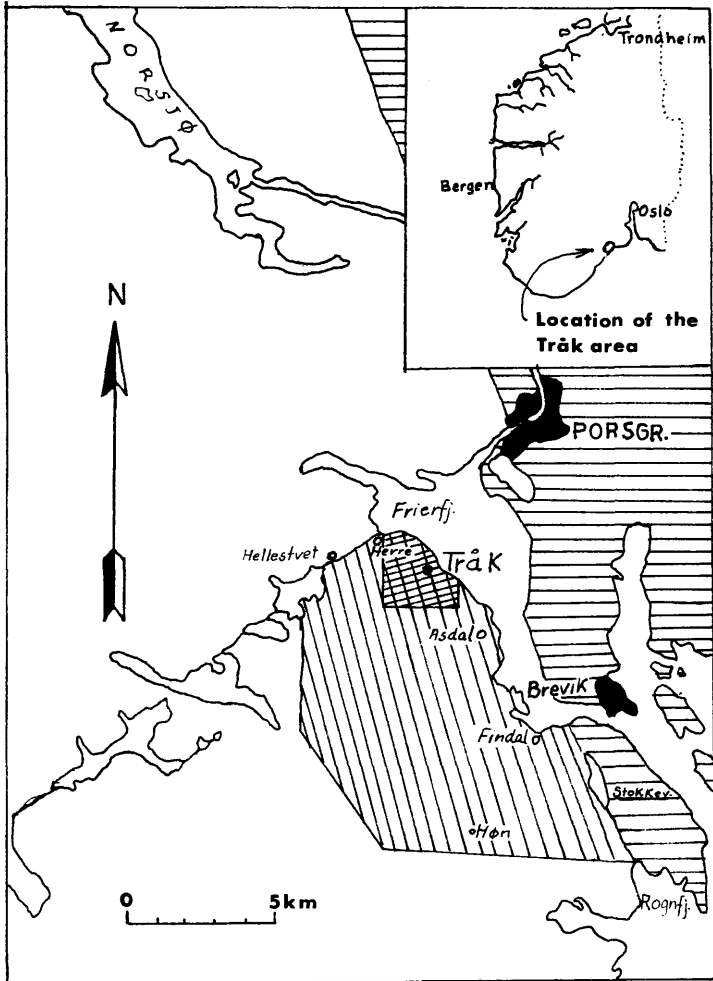 NORSJØ
Trondheim
Bergen
Oslo
Location of the
Tråk area
N
PORSGR.
Frierfj.
Hellestvet
Herre
TråK
Asdal
BreviK
Findal
Stokkev.
Høn
0
5km
Rognfj.